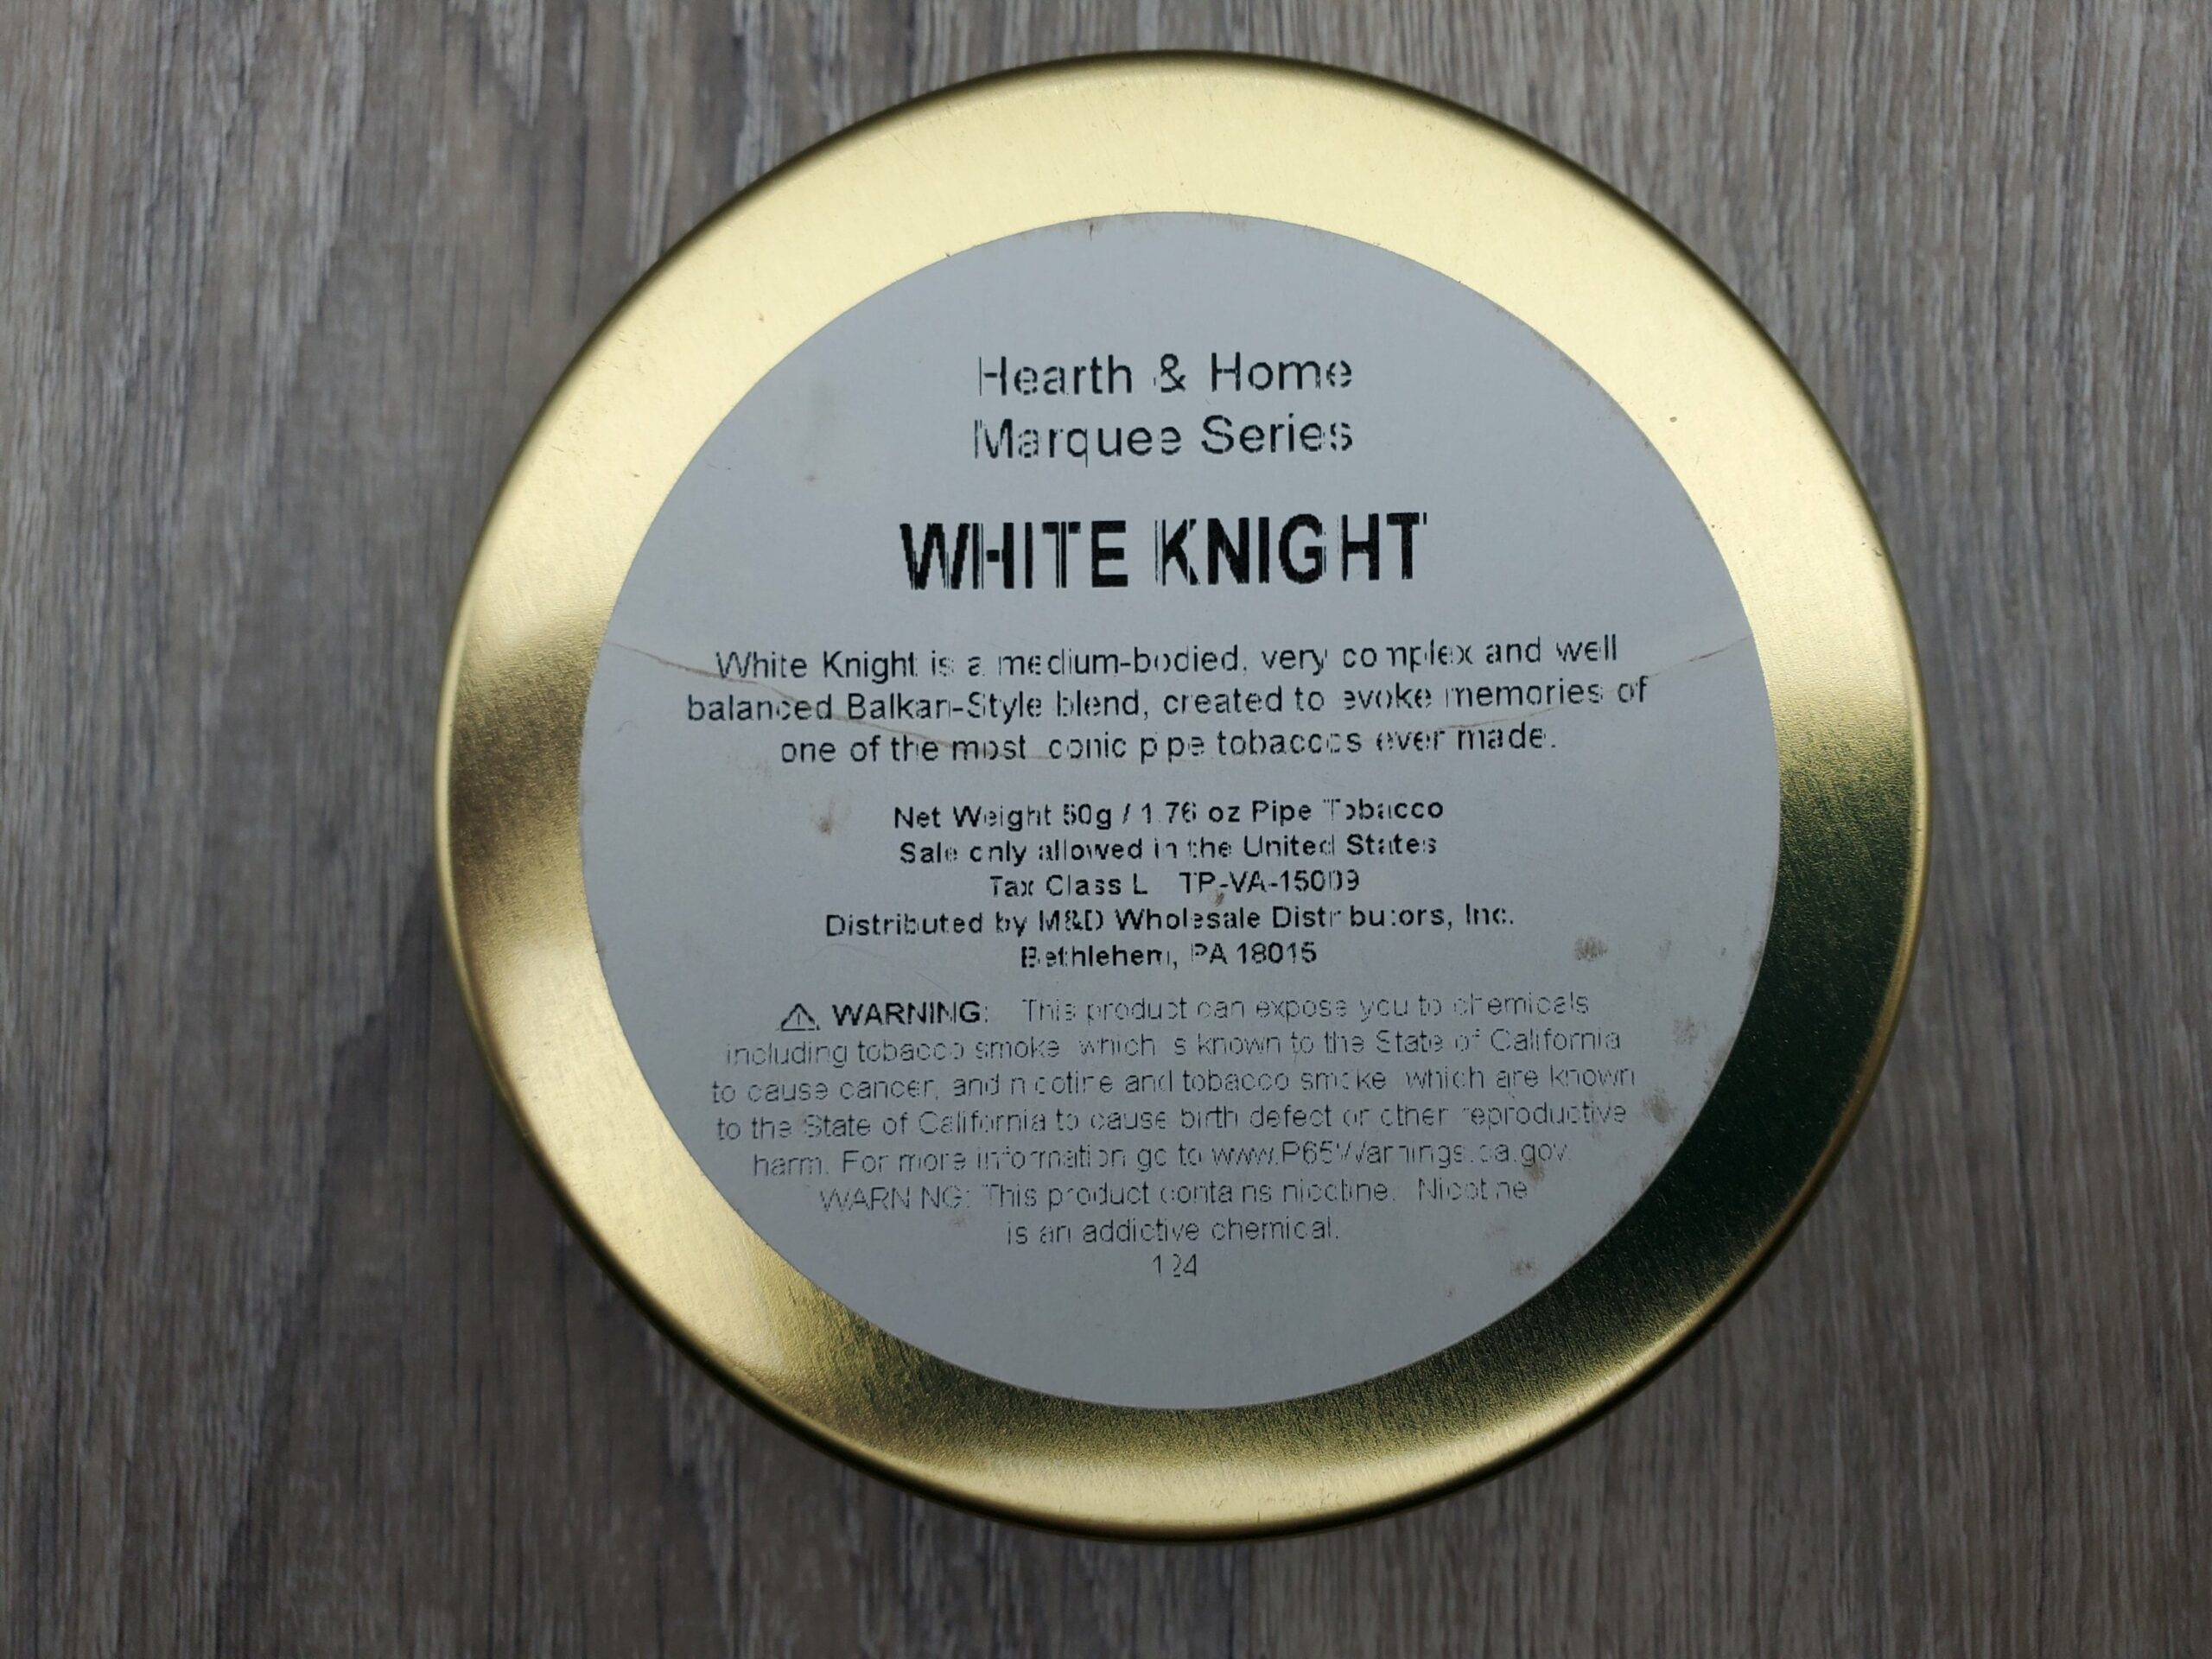 Hearth & Home
Marquee Series
WHITE KNIGHT
White Knight is a medium-bodied, very complex and well
balanced Balkan-Style blend, created to evoke memories of
one of the most iconic pipe tobaccos ever made.
Net Weight 50g / 1.76 oz Pipe Tobacco
Sale only allowed in the United States
Tax Class L TP-VA-15009
Distributed by M&D Wholesale Distributors, Inc.
Bethlehem, PA 18015
⚠ WARNING: This product can expose you to chemicals
including tobacco smoke, which is known to the State of California
to cause cancer, and nicotine and tobacco smoke, which are known
to the State of California to cause birth defect or other reproductive
harm. For more information go to www.P65Warnings.ca.gov.
WARNING: This product contains nicotine. Nicotine
is an addictive chemical.
124